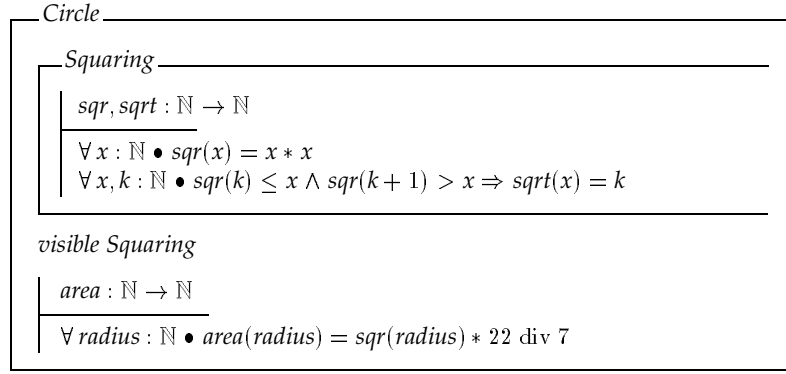 Circle
Squaring
sqr, sqrt : ℕ → ℕ
∀ x : ℕ • sqr(x) = x ∗ x
∀ x, k : ℕ • sqr(k) ≤ x ∧ sqr(k + 1) > x ⇒ sqrt(x) = k
visible Squaring
area : ℕ → ℕ
∀ radius : ℕ • area(radius) = sqr(radius) ∗ 22 div 7